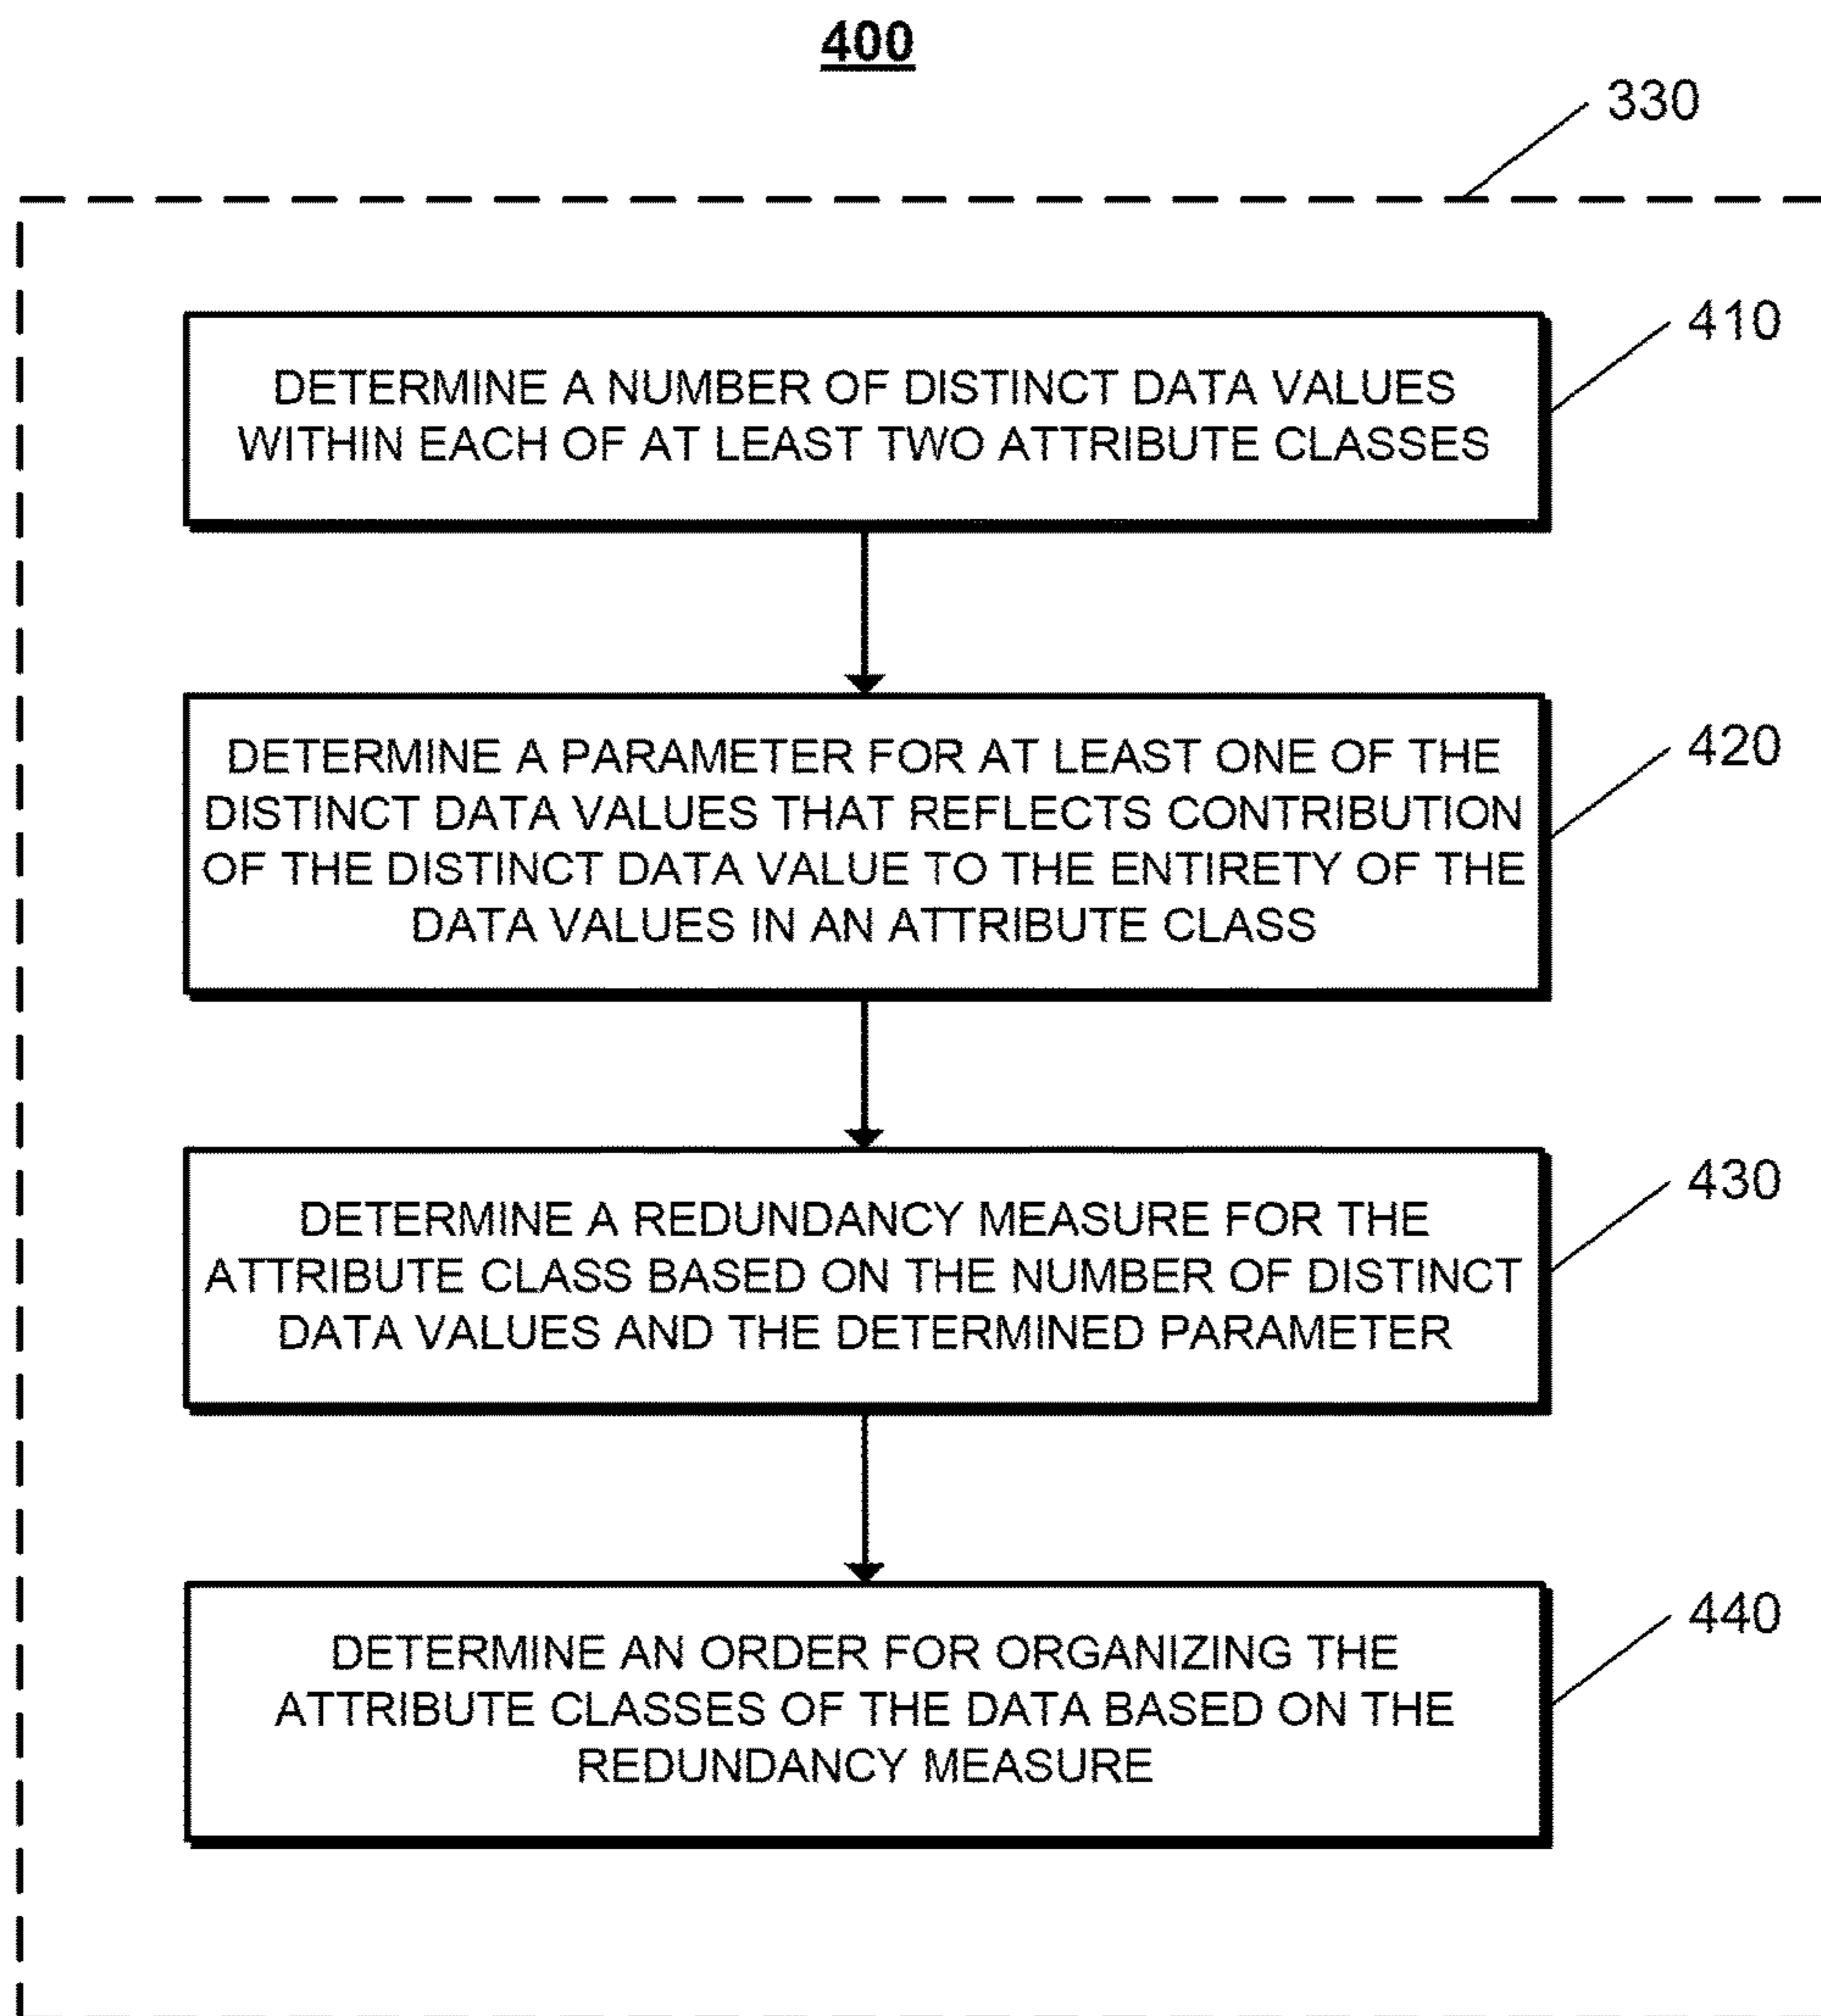 400
330
410
DETERMINE A NUMBER OF DISTINCT DATA VALUES
WITHIN EACH OF AT LEAST TWO ATTRIBUTE CLASSES
420
DETERMINE A PARAMETER FOR AT LEAST ONE OF THE
DISTINCT DATA VALUES THAT REFLECTS CONTRIBUTION
OF THE DISTINCT DATA VALUE TO THE ENTIRETY OF THE
DATA VALUES IN AN ATTRIBUTE CLASS
430
DETERMINE A REDUNDANCY MEASURE FOR THE
ATTRIBUTE CLASS BASED ON THE NUMBER OF DISTINCT
DATA VALUES AND THE DETERMINED PARAMETER
440
DETERMINE AN ORDER FOR ORGANIZING THE
ATTRIBUTE CLASSES OF THE DATA BASED ON THE
REDUNDANCY MEASURE